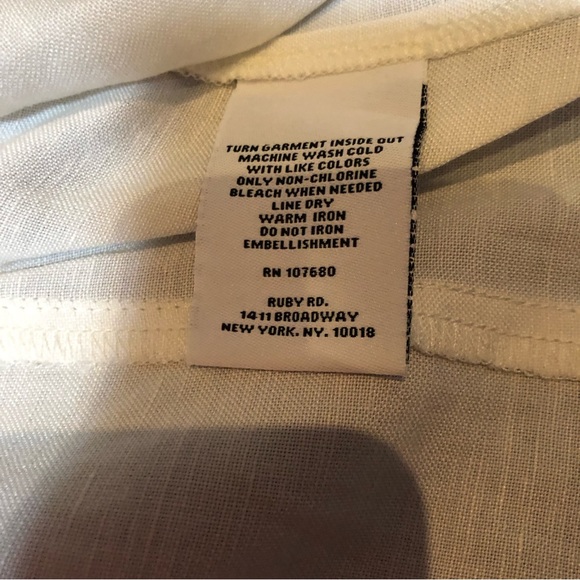 TURN GARMENT INSIDE OUT
MACHINE WASH COLD
WITH LIKE COLORS
ONLY NON-CHLORINE
BLEACH WHEN NEEDED
LINE DRY
WARM IRON
DO NOT IRON
EMBELLISHMENT
RN 107680
RUBY RD.
1411 BROADWAY
NEW YORK. NY. 10018